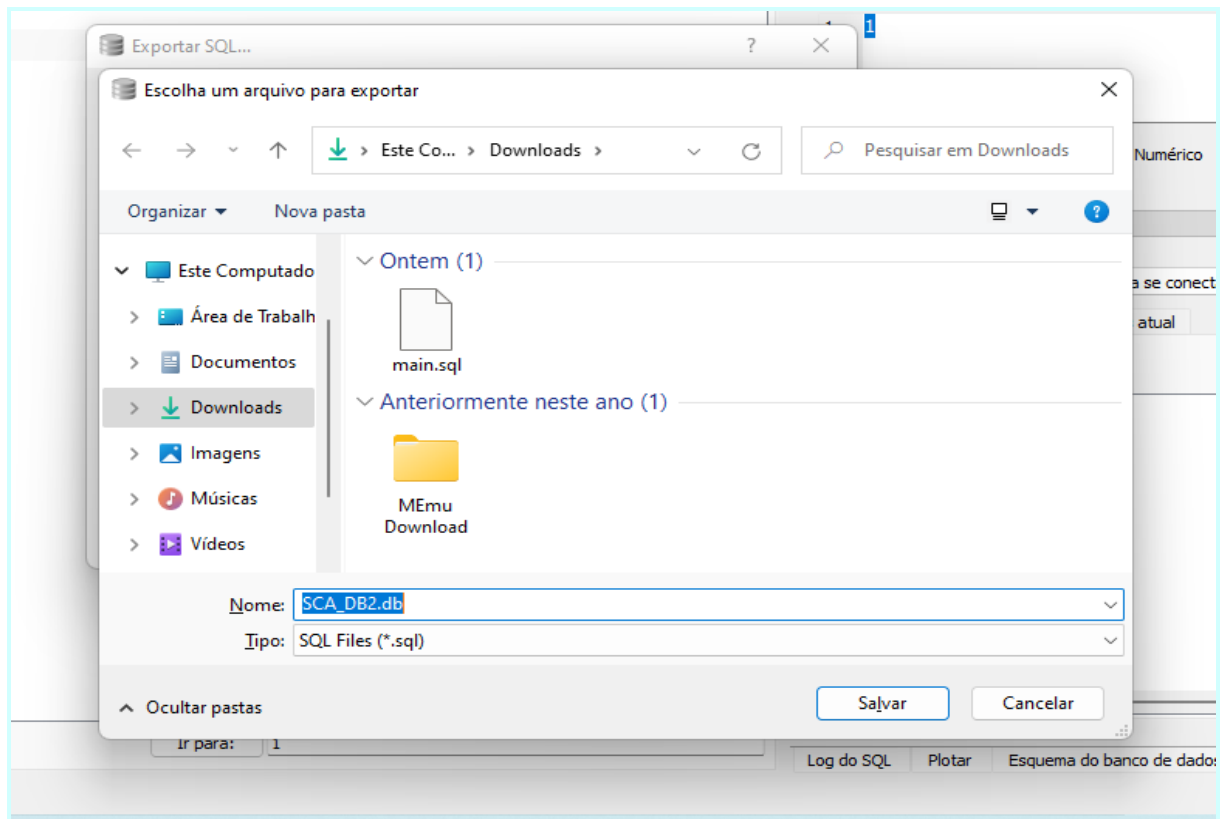 1
1
Exportar SQL...
?
Escolha um arquivo para exportar
Este Co... > Downloads >
Pesquisar em Downloads
Numérico
Organizar
Nova pasta
?
Este Computado
Ontem (1)
a se conect
Área de Trabalh
atual
main.sql
Documentos
Downloads
Anteriormente neste ano (1)
Imagens
Músicas
MEmu
Download
Vídeos
Nome: SCA_DB2.db
Tipo: SQL Files (*.sql)
Ocultar pastas
Salvar
Cancelar
Ir para: 1
Log do SQL
Plotar
Esquema do banco de dados